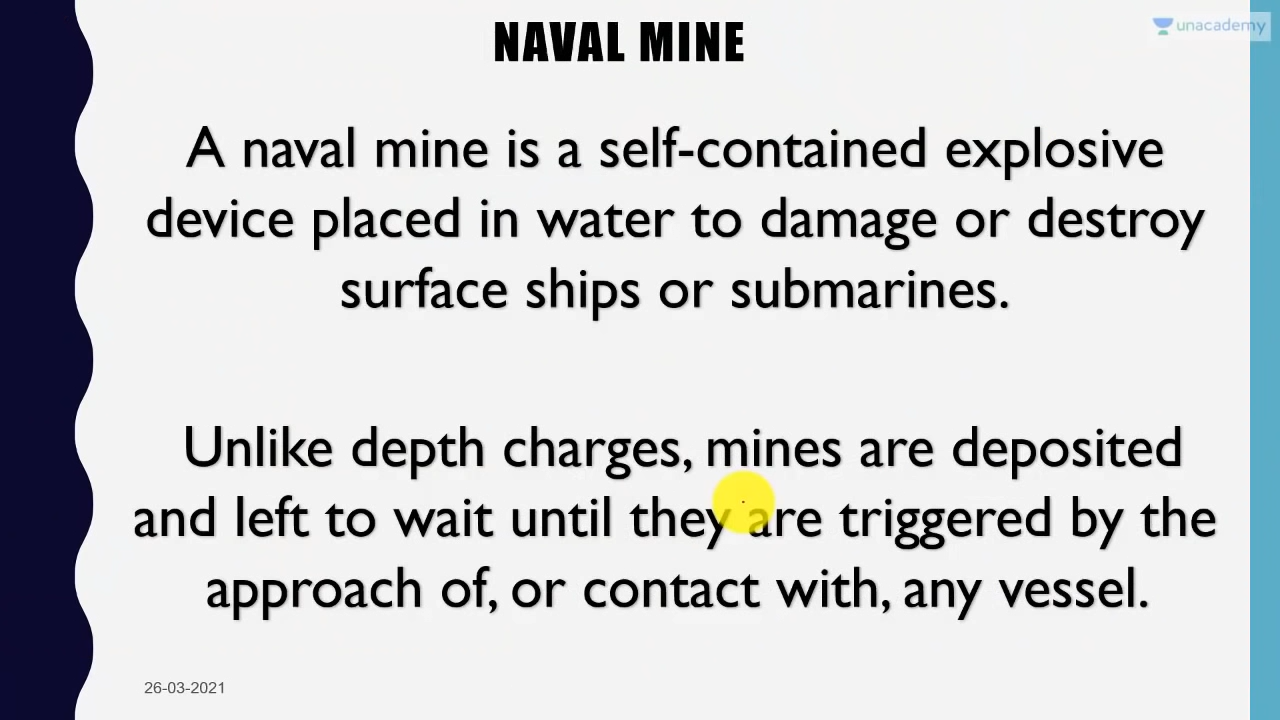 NAVAL MINE
unacademy
A naval mine is a self-contained explosive
device placed in water to damage or destroy
surface ships or submarines.
Unlike depth charges, mines are deposited
and left to wait until they are triggered by the
approach of, or contact with, any vessel.
26-03-2021